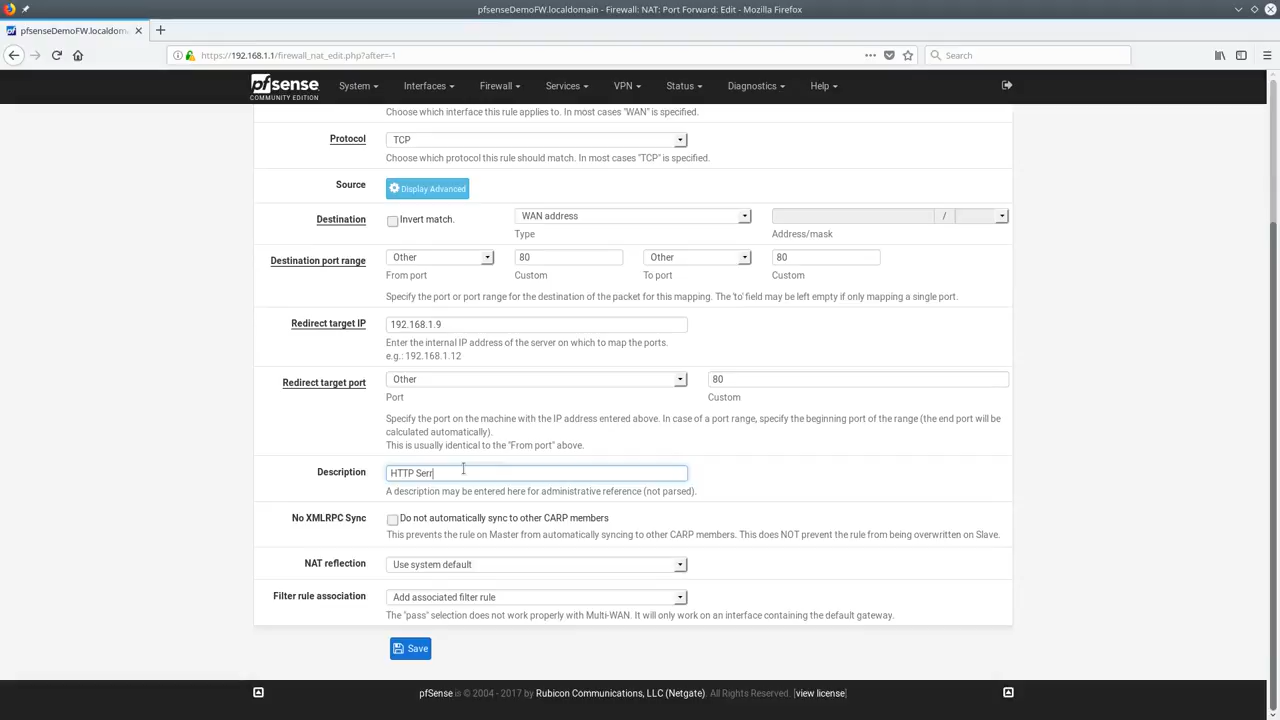 pfsenseDemoFW.localdomain - Firewall: NAT: Port Forward: Edit - Mozilla Firefox
pfsenseDemoFW.localdom
https://192.168.1.1/firewall_nat_edit.php?after=-1
Search
pfsense
COMMUNITY EDITION
System Interfaces Firewall Services VPN Status Diagnostics Help
Choose which interface this rule applies to. In most cases "WAN" is specified.
Protocol TCP
Choose which protocol this rule should match. In most cases "TCP" is specified.
Source Display Advanced
Destination Invert match. WAN address /
Type Address/mask
Destination port range Other 80 Other 80
From port Custom To port Custom
Specify the port or port range for the destination of the packet for this mapping. The 'to' field may be left empty if only mapping a single port.
Redirect target IP 192.168.1.9
Enter the internal IP address of the server on which to map the ports.
e.g.: 192.168.1.12
Redirect target port Other 80
Port Custom
Specify the port on the machine with the IP address entered above. In case of a port range, specify the beginning port of the range (the end port will be
calculated automatically).
This is usually identical to the "From port" above.
Description HTTP Serr
A description may be entered here for administrative reference (not parsed).
No XMLRPC Sync Do not automatically sync to other CARP members
This prevents the rule on Master from automatically syncing to other CARP members. This does NOT prevent the rule from being overwritten on Slave.
NAT reflection Use system default
Filter rule association Add associated filter rule
The "pass" selection does not work properly with Multi-WAN. It will only work on an interface containing the default gateway.
Save
pfSense is © 2004 - 2017 by Rubicon Communications, LLC (Netgate). All Rights Reserved. [view license]